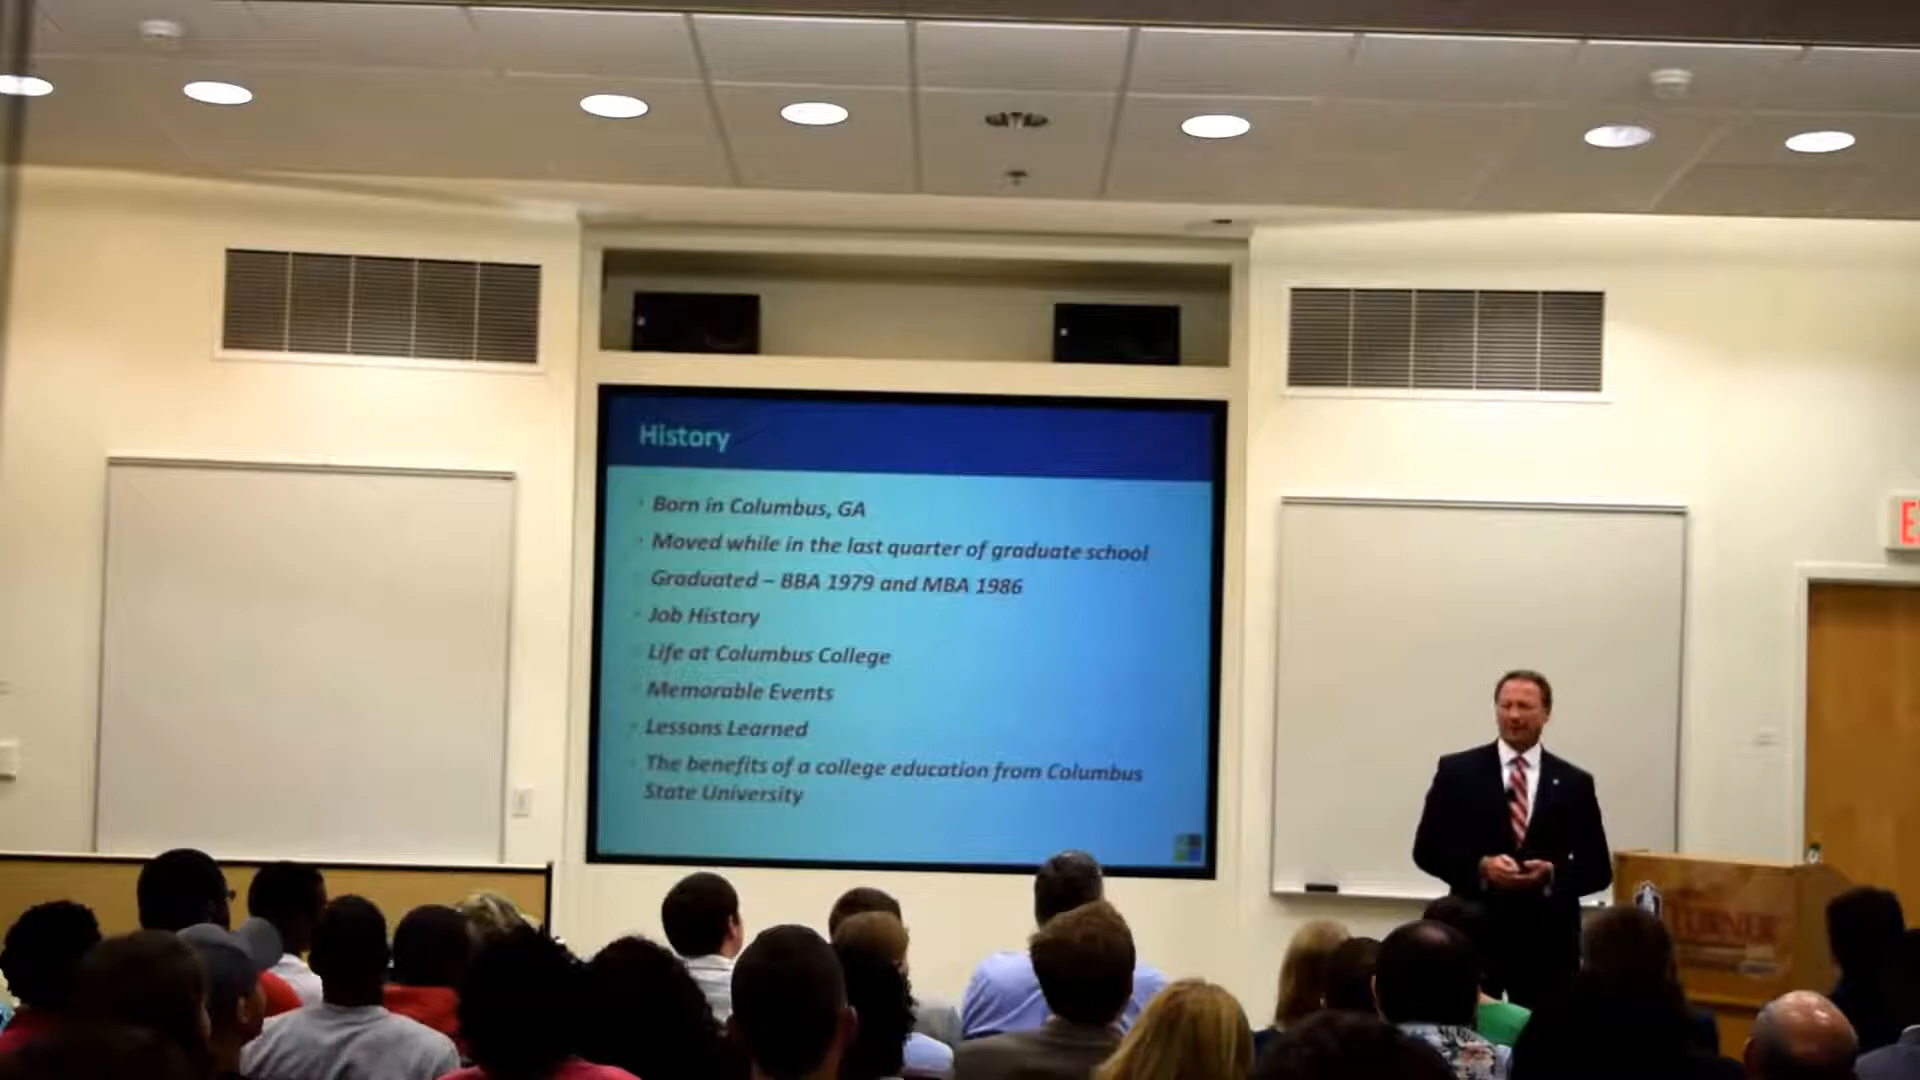 History
Born in Columbus, GA
Moved while in the last quarter of graduate school
Graduated – BBA 1979 and MBA 1986
Job History
Life at Columbus College
Memorable Events
Lessons Learned
The benefits of a college education from Columbus
State University
E
TURNER